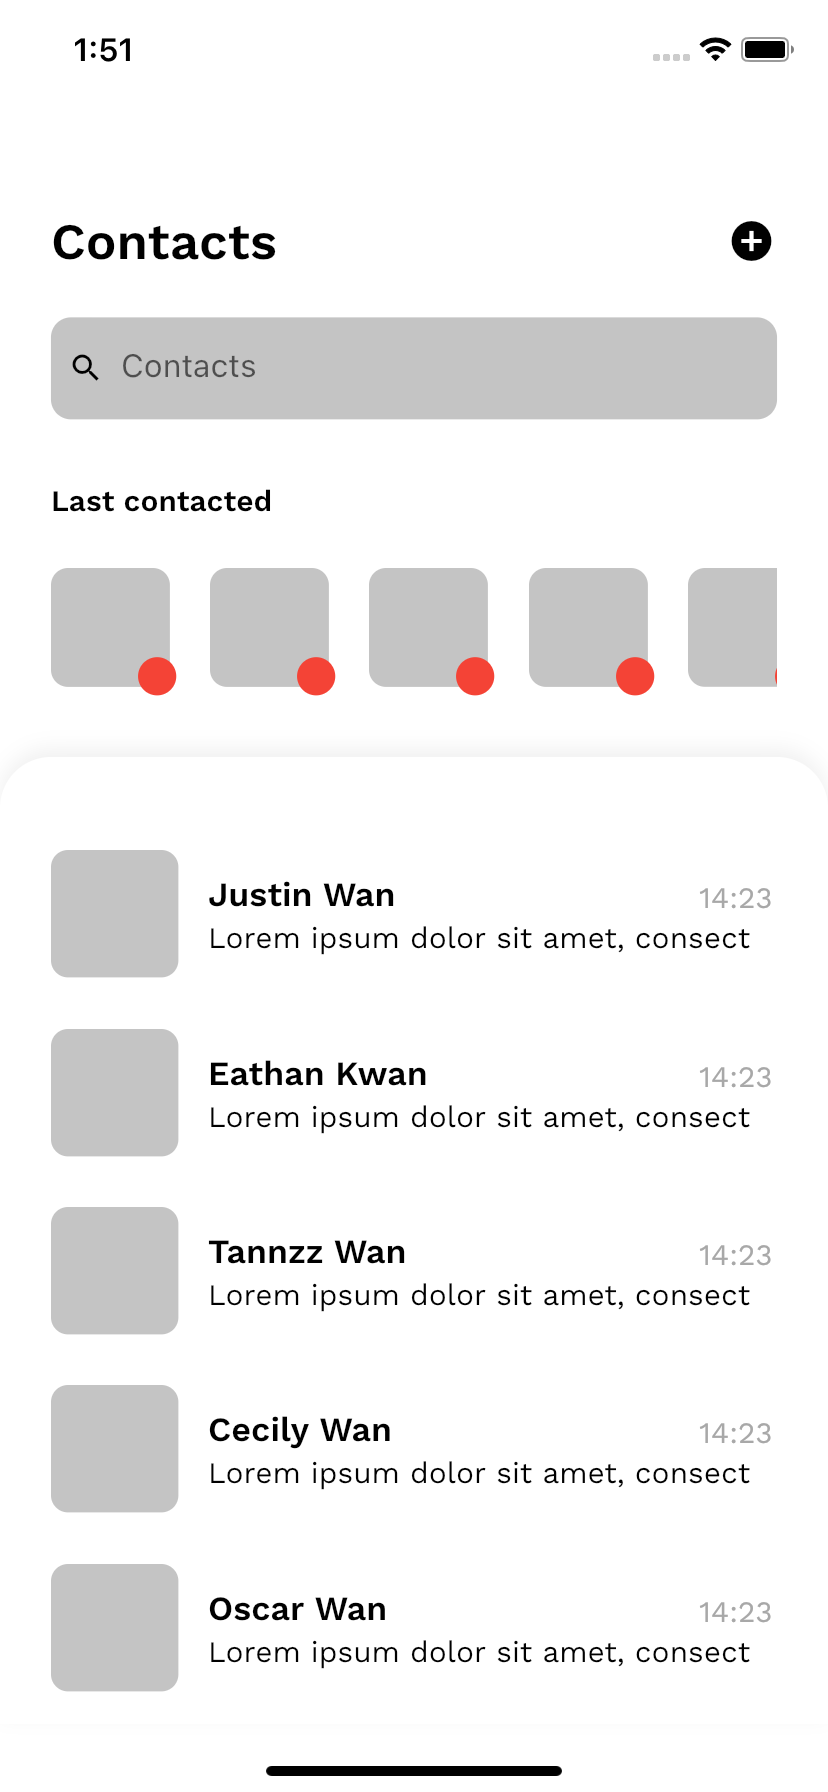 1:51
Contacts
Contacts
Last contacted
Justin Wan
14:23
Lorem ipsum dolor sit amet, consect
Eathan Kwan
14:23
Lorem ipsum dolor sit amet, consect
Tannzz Wan
14:23
Lorem ipsum dolor sit amet, consect
Cecily Wan
14:23
Lorem ipsum dolor sit amet, consect
Oscar Wan
14:23
Lorem ipsum dolor sit amet, consect